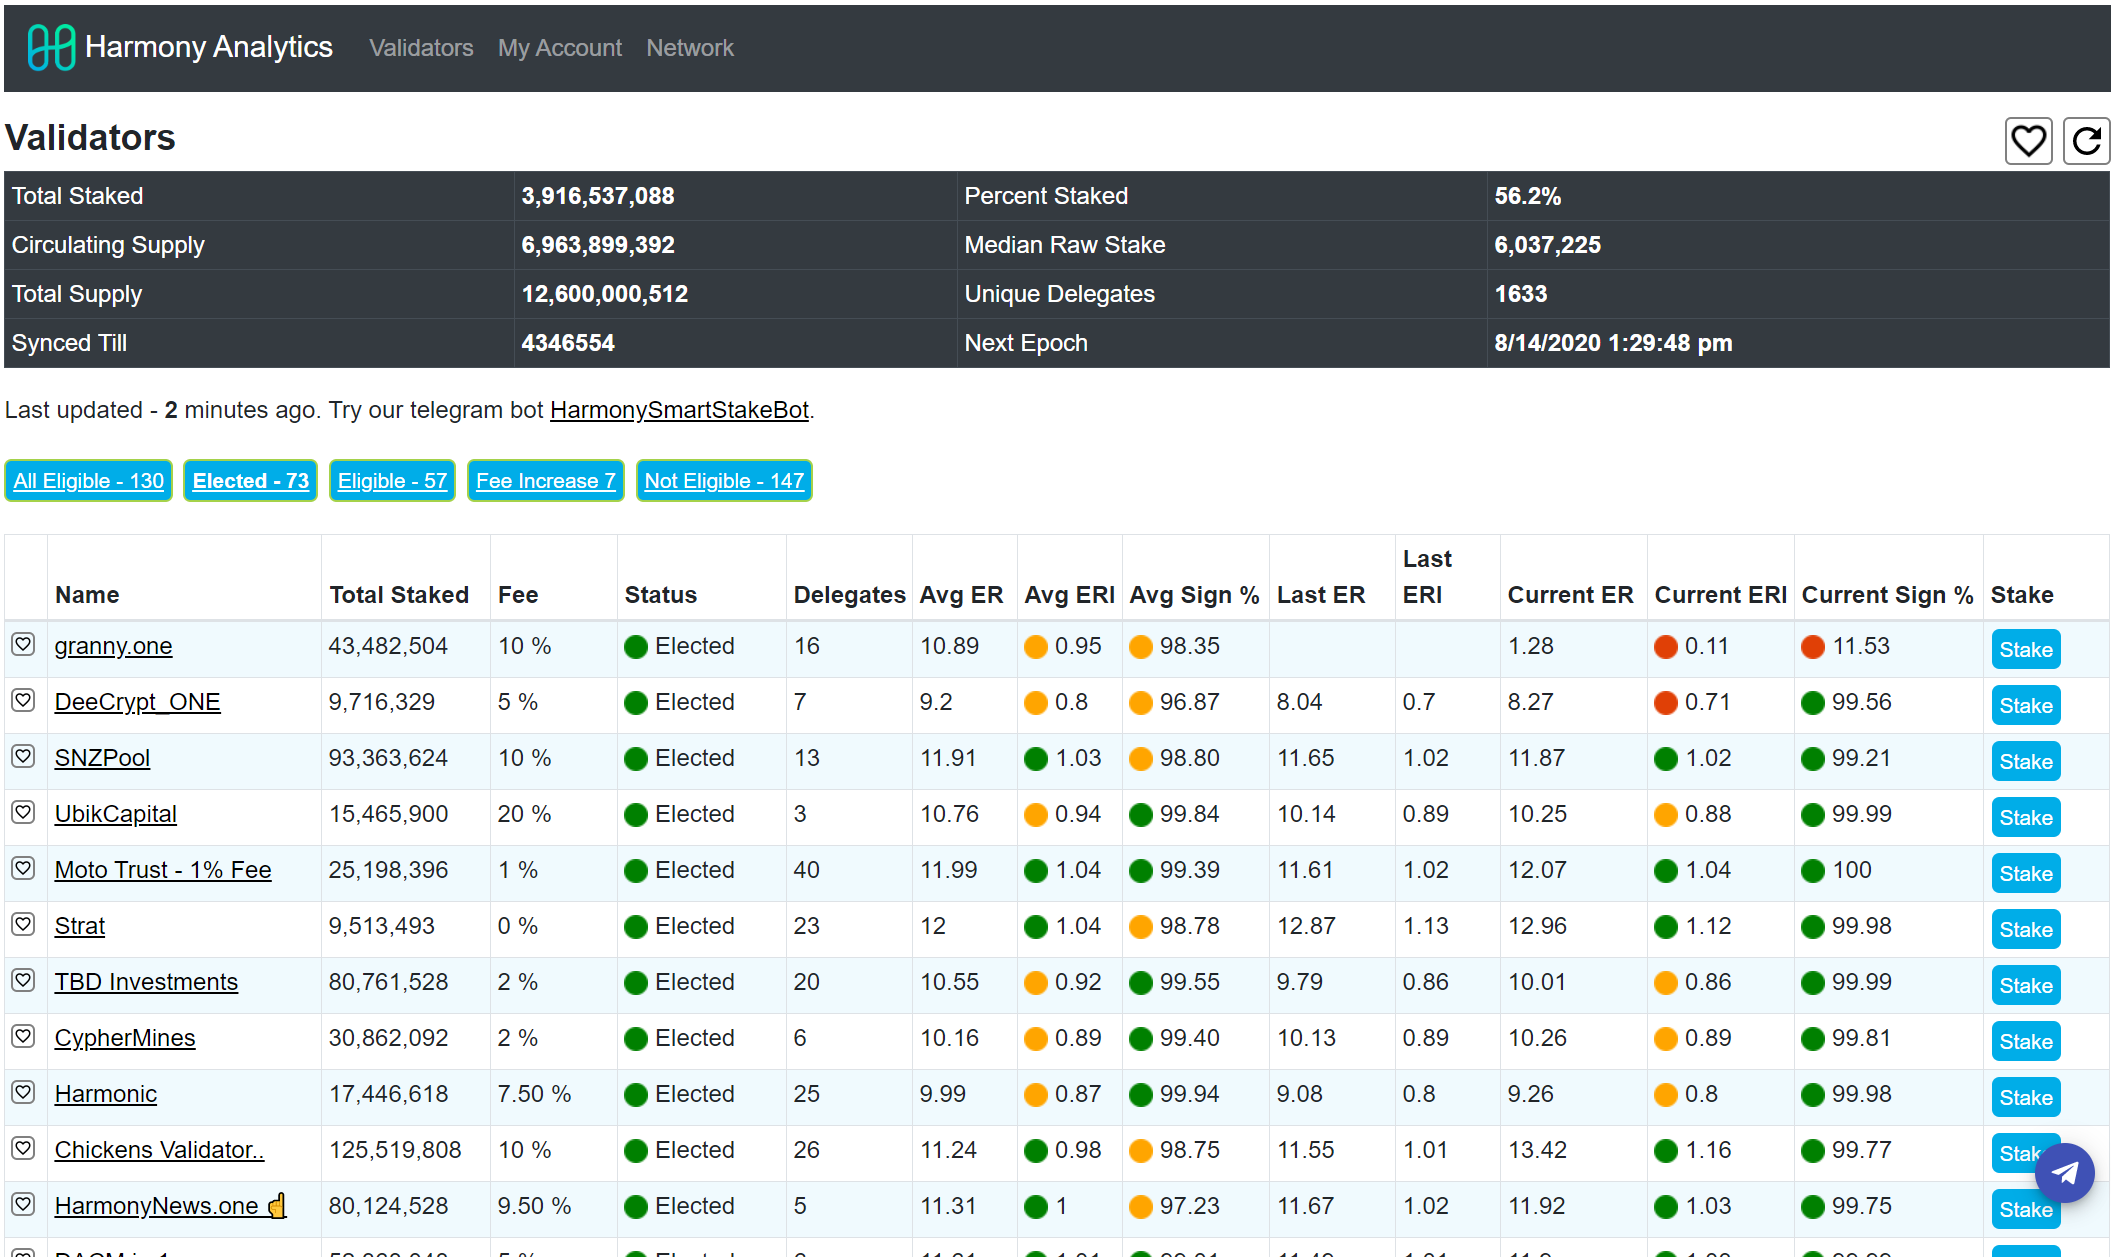 Harmony Analytics Validators My Account Network
Validators
Total Staked 3,916,537,088 Percent Staked 56.2%
Circulating Supply 6,963,899,392 Median Raw Stake 6,037,225
Total Supply 12,600,000,512 Unique Delegates 1633
Synced Till 4346554 Next Epoch 8/14/2020 1:29:48 pm
Last updated - 2 minutes ago. Try our telegram bot HarmonySmartStakeBot.
All Eligible - 130 Elected - 73 Eligible - 57 Fee Increase 7 Not Eligible - 147
Name Total Staked Fee Status Delegates Avg ER Avg ERI Avg Sign % Last ER Last ERI Current ER Current ERI Current Sign % Stake
granny.one 43,482,504 10 % Elected 16 10.89 0.95 98.35 1.28 0.11 11.53 Stake
DeeCrypt_ONE 9,716,329 5 % Elected 7 9.2 0.8 96.87 8.04 0.7 8.27 0.71 99.56 Stake
SNZPool 93,363,624 10 % Elected 13 11.91 1.03 98.80 11.65 1.02 11.87 1.02 99.21 Stake
UbikCapital 15,465,900 20 % Elected 3 10.76 0.94 99.84 10.14 0.89 10.25 0.88 99.99 Stake
Moto Trust - 1% Fee 25,198,396 1 % Elected 40 11.99 1.04 99.39 11.61 1.02 12.07 1.04 100 Stake
Strat 9,513,493 0 % Elected 23 12 1.04 98.78 12.87 1.13 12.96 1.12 99.98 Stake
TBD Investments 80,761,528 2 % Elected 20 10.55 0.92 99.55 9.79 0.86 10.01 0.86 99.99 Stake
CypherMines 30,862,092 2 % Elected 6 10.16 0.89 99.40 10.13 0.89 10.26 0.89 99.81 Stake
Harmonic 17,446,618 7.50 % Elected 25 9.99 0.87 99.94 9.08 0.8 9.26 0.8 99.98 Stake
Chickens Validator.. 125,519,808 10 % Elected 26 11.24 0.98 98.75 11.55 1.01 13.42 1.16 99.77 Stak
HarmonyNews.one ☝ 80,124,528 9.50 % Elected 5 11.31 1 97.23 11.67 1.02 11.92 1.03 99.75 Stake